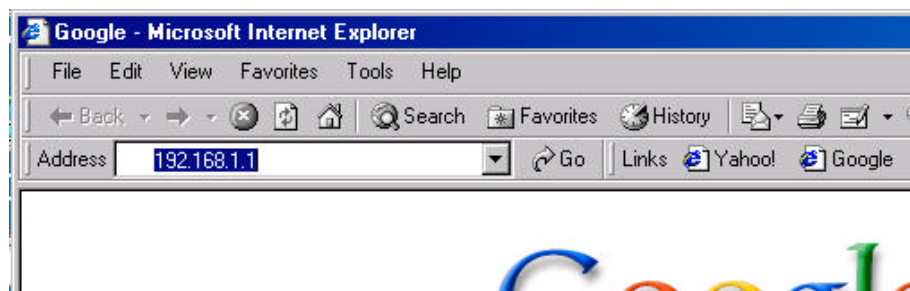 Google - Microsoft Internet Explorer
File Edit View Favorites Tools Help
Back Search Favorites History
Address 192.168.1.1 Go Links Yahoo! Google
Google